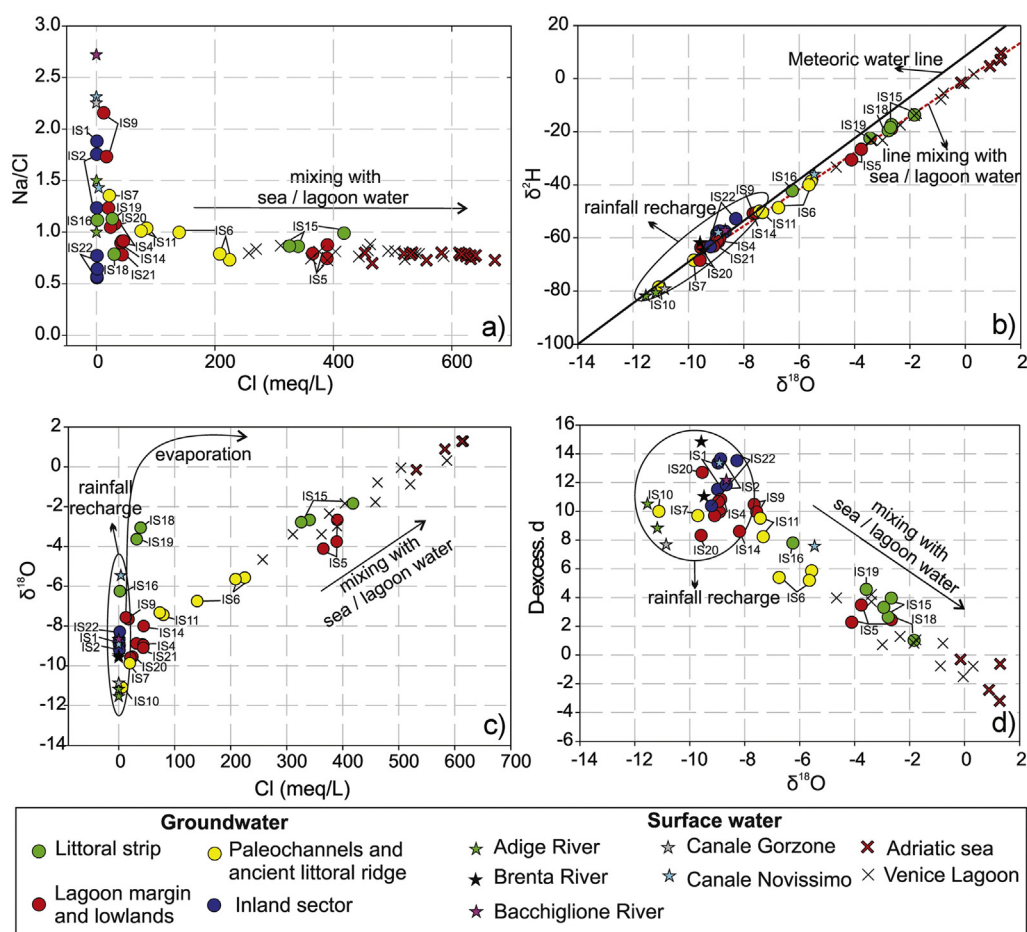 3.0
2.5
2.0
1.5
1.0
0.5
0.0
Na/Cl
IS1
IS2
IS9
IS7
IS19
IS20
IS16
IS11
IS4
IS14
IS22
IS18
IS21
IS6
IS15
IS5
mixing with
sea / lagoon water
0 200 400 600
Cl (meq/L)
a)
20
0
-20
-40
-60
-80
-100
δ²H
Meteoric water line
IS15
IS18
IS19
IS5
line mixing with
sea / lagoon water
IS16
IS9
IS22
IS6
rainfall recharge
IS11
IS14
IS4
IS21
IS20
IS7
IS10
-14 -12 -10 -8 -6 -4 -2 0 2
δ¹⁸O
b)
2
0
-2
-4
-6
-8
-10
-12
-14
δ¹⁸O
evaporation
rainfall
recharge
IS18
IS19
IS15
IS5
IS16
IS9
IS6
IS11
IS22
IS14
IS1
IS4
IS2
IS21
IS20
IS7
IS10
mixing with
sea / lagoon water
0 100 200 300 400 500 600 700
Cl (meq/L)
c)
16
14
12
10
8
6
4
2
0
-2
-4
-6
D-excess. d
IS1
IS22
IS20
IS2
IS10
IS9
IS7
IS4
IS11
IS20
IS14
IS16
rainfall recharge
IS6
IS19
IS15
IS5
IS18
mixing with
sea / lagoon water
-14 -12 -10 -8 -6 -4 -2 0 2
δ¹⁸O
d)
Groundwater
Littoral strip
Paleochannels and
ancient littoral ridge
Lagoon margin
and lowlands
Inland sector
Surface water
Adige River
Canale Gorzone
Adriatic sea
Brenta River
Canale Novissimo
Venice Lagoon
Bacchiglione River